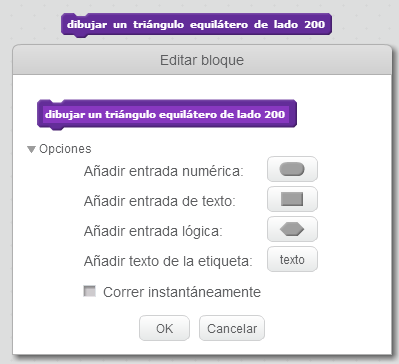 dibujar un triángulo equilátero de lado 200
Editar bloque
dibujar un triángulo equilátero de lado 200
Opciones
Añadir entrada numérica:
Añadir entrada de texto:
Añadir entrada lógica:
Añadir texto de la etiqueta: texto
Correr instantáneamente
OK Cancelar